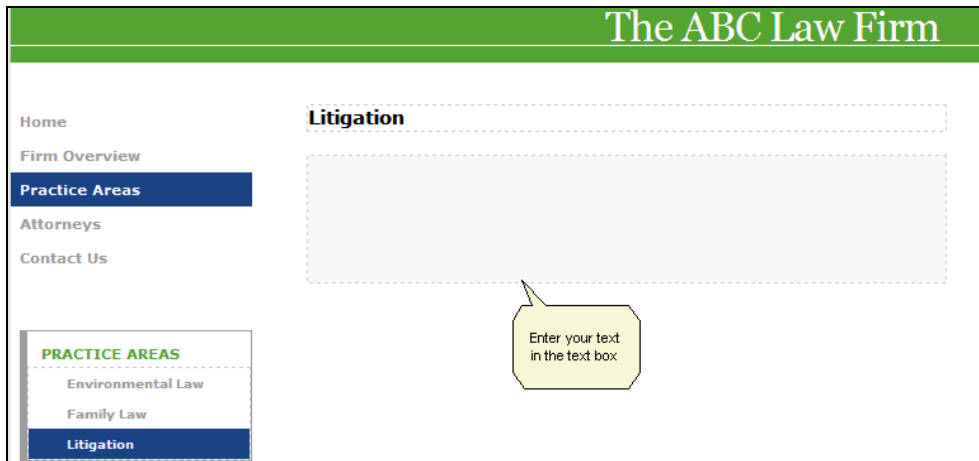 The ABC Law Firm
Home
Firm Overview
Practice Areas
Attorneys
Contact Us
Litigation
Enter your text
in the text box
PRACTICE AREAS
Environmental Law
Family Law
Litigation